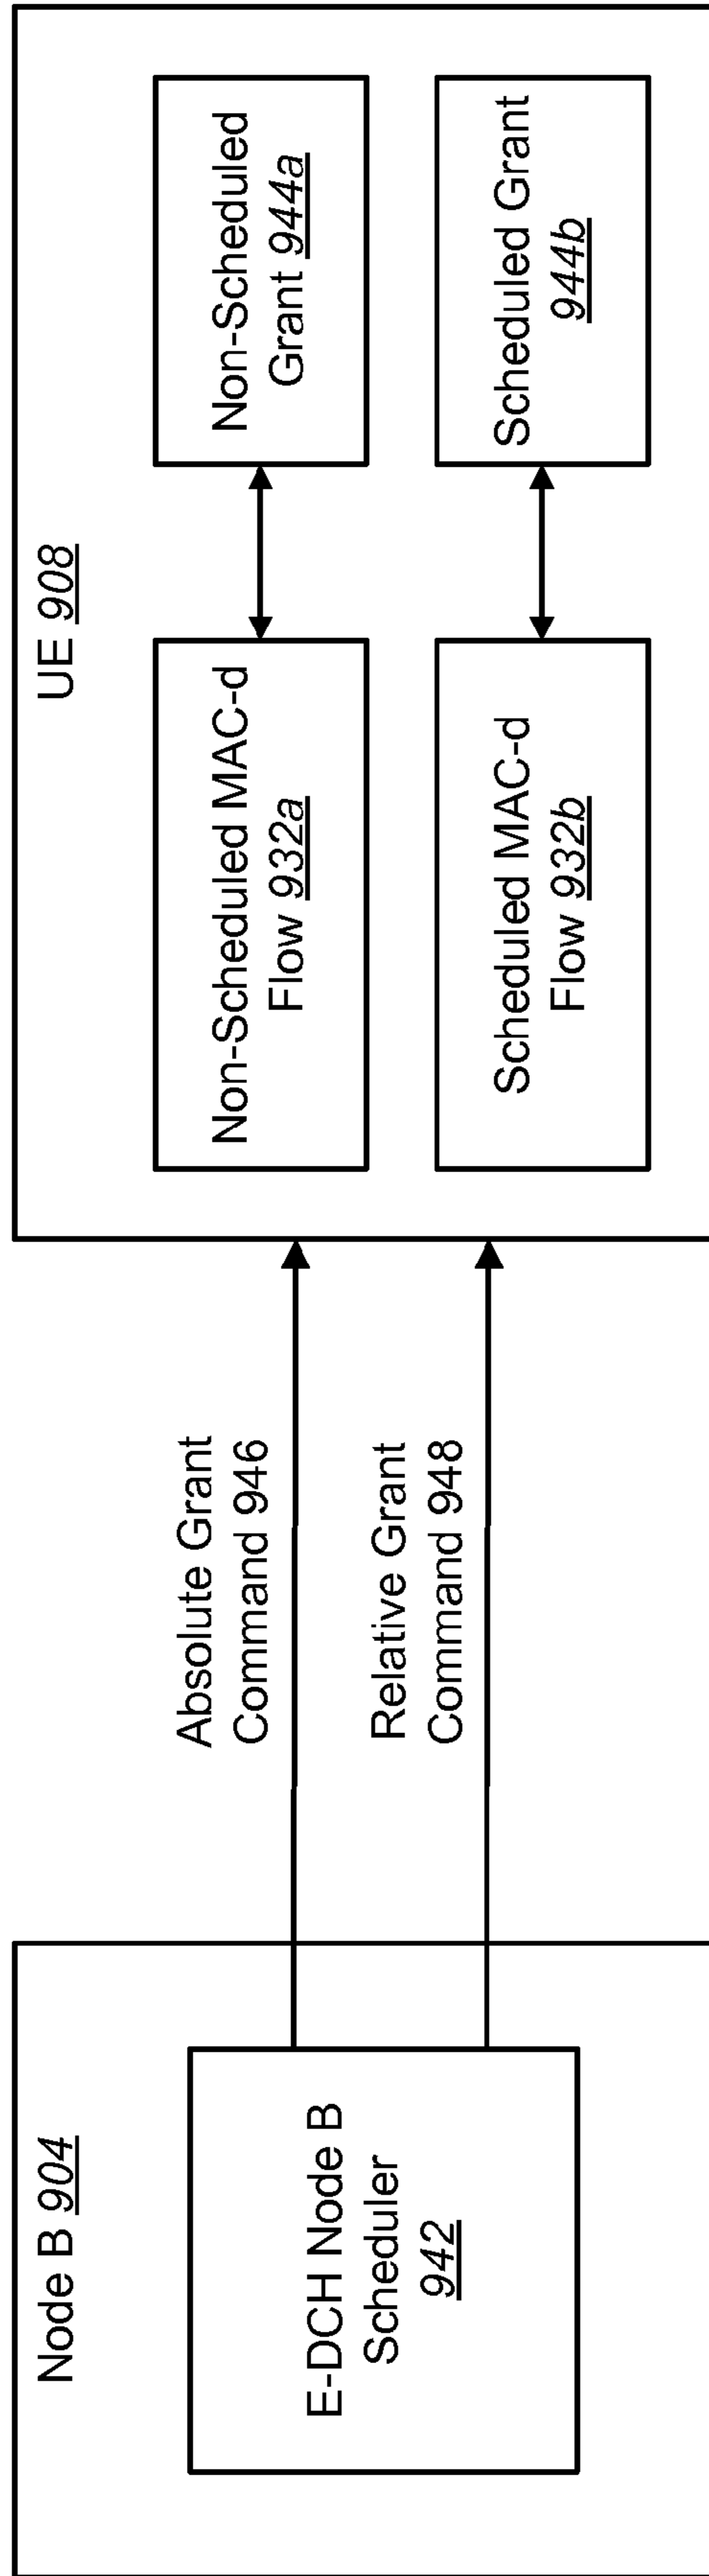 Node B 904
E-DCH Node B
Scheduler
942
Absolute Grant
Command 946
Relative Grant
Command 948
UE 908
Non-Scheduled MAC-d
Flow 932a
Non-Scheduled
Grant 944a
Scheduled MAC-d
Flow 932b
Scheduled Grant
944b